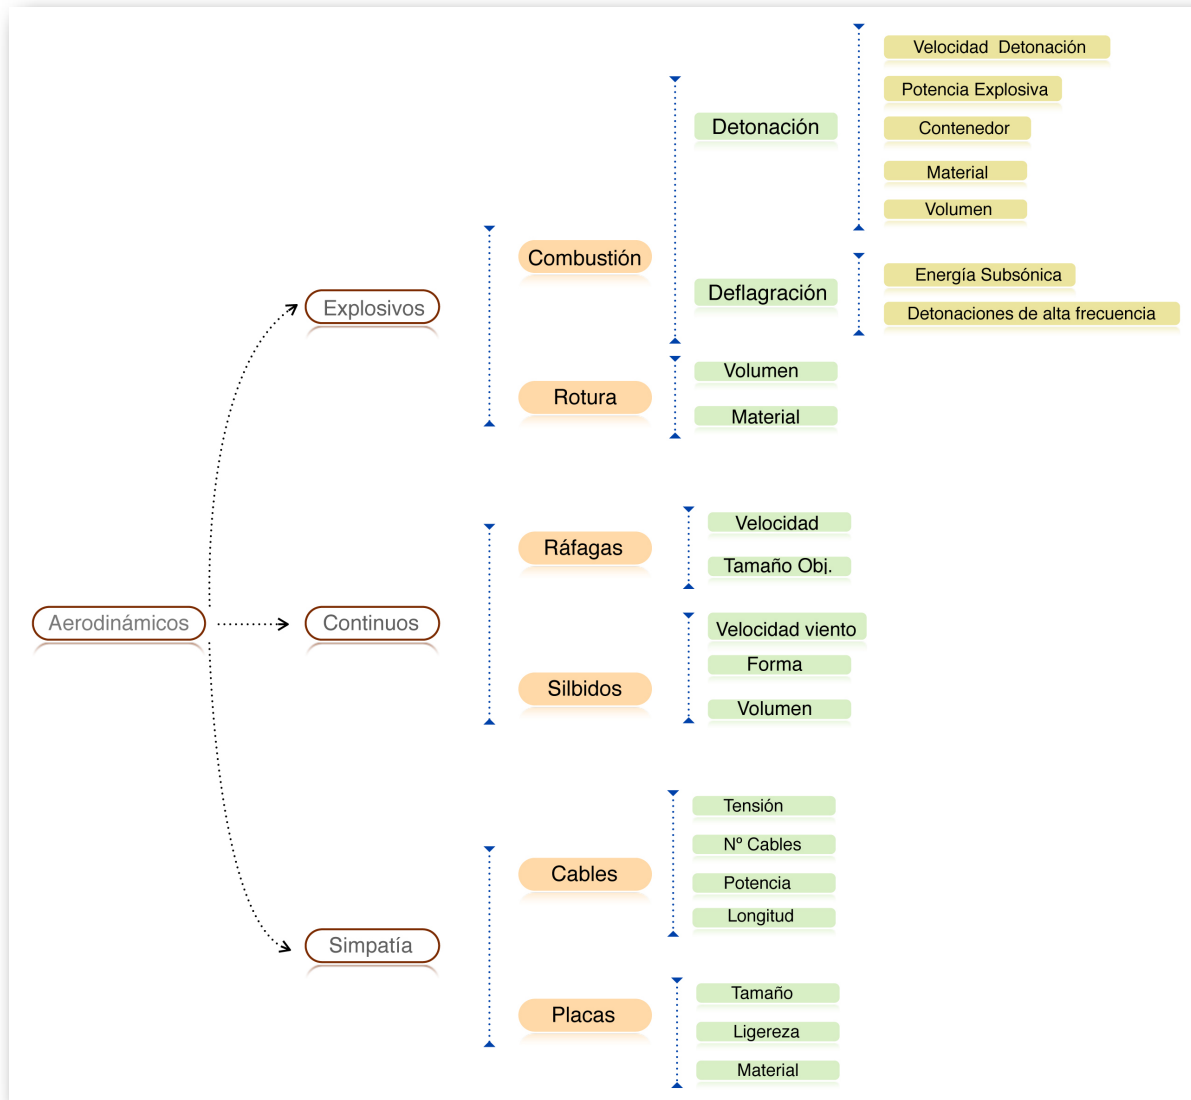 Aerodinámicos
Explosivos
Combustión
Detonación
Velocidad Detonación
Potencia Explosiva
Contenedor
Material
Volumen
Deflagración
Energía Subsónica
Detonaciones de alta frecuencia
Rotura
Volumen
Material
Continuos
Ráfagas
Velocidad
Tamaño Obj.
Silbidos
Velocidad viento
Forma
Volumen
Simpatía
Cables
Tensión
Nº Cables
Potencia
Longitud
Placas
Tamaño
Ligereza
Material